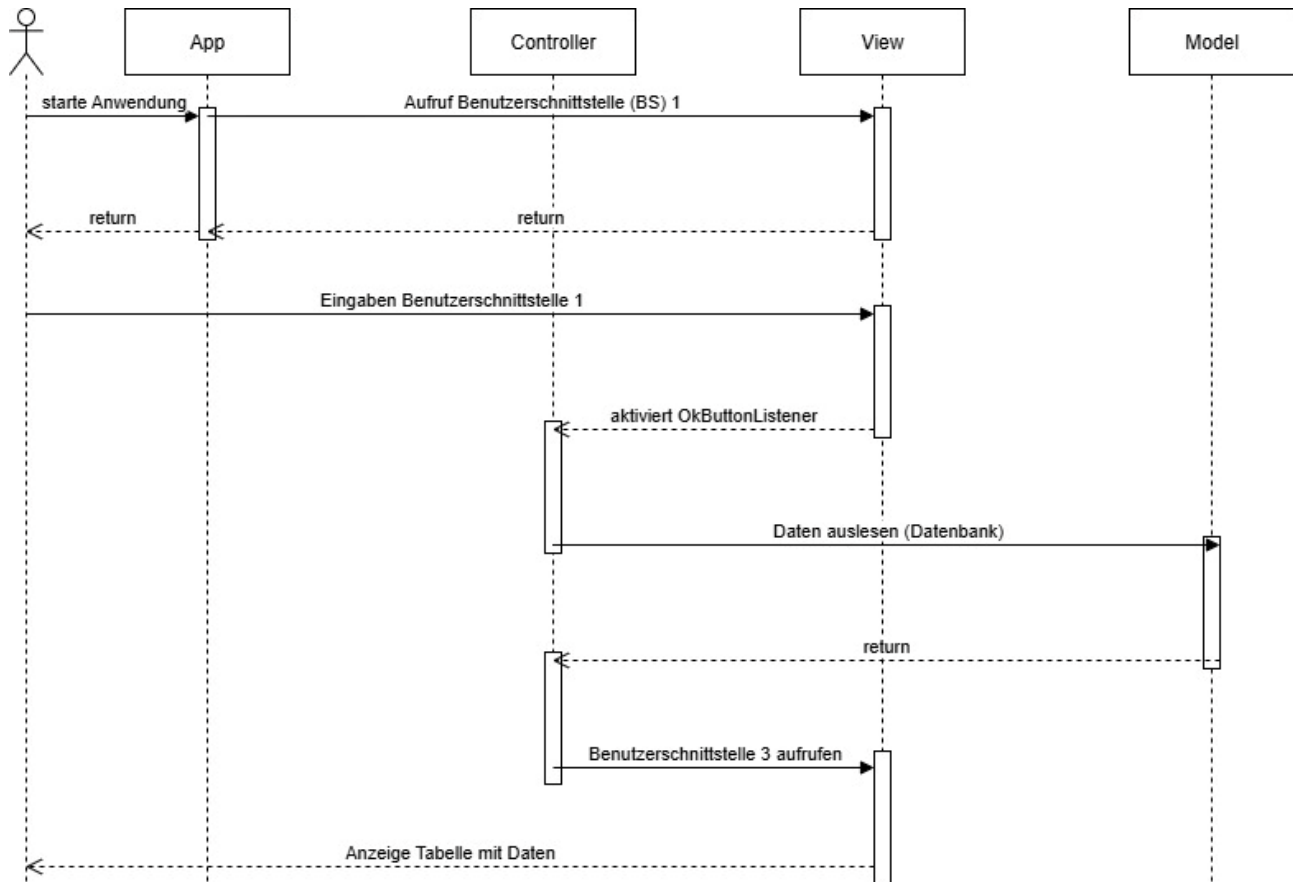 App
Controller
View
Model
starte Anwendung
Aufruf Benutzerschnittstelle (BS) 1
return
return
Eingaben Benutzerschnittstelle 1
aktiviert OkButtonListener
Daten auslesen (Datenbank)
return
Benutzerschnittstelle 3 aufrufen
Anzeige Tabelle mit Daten